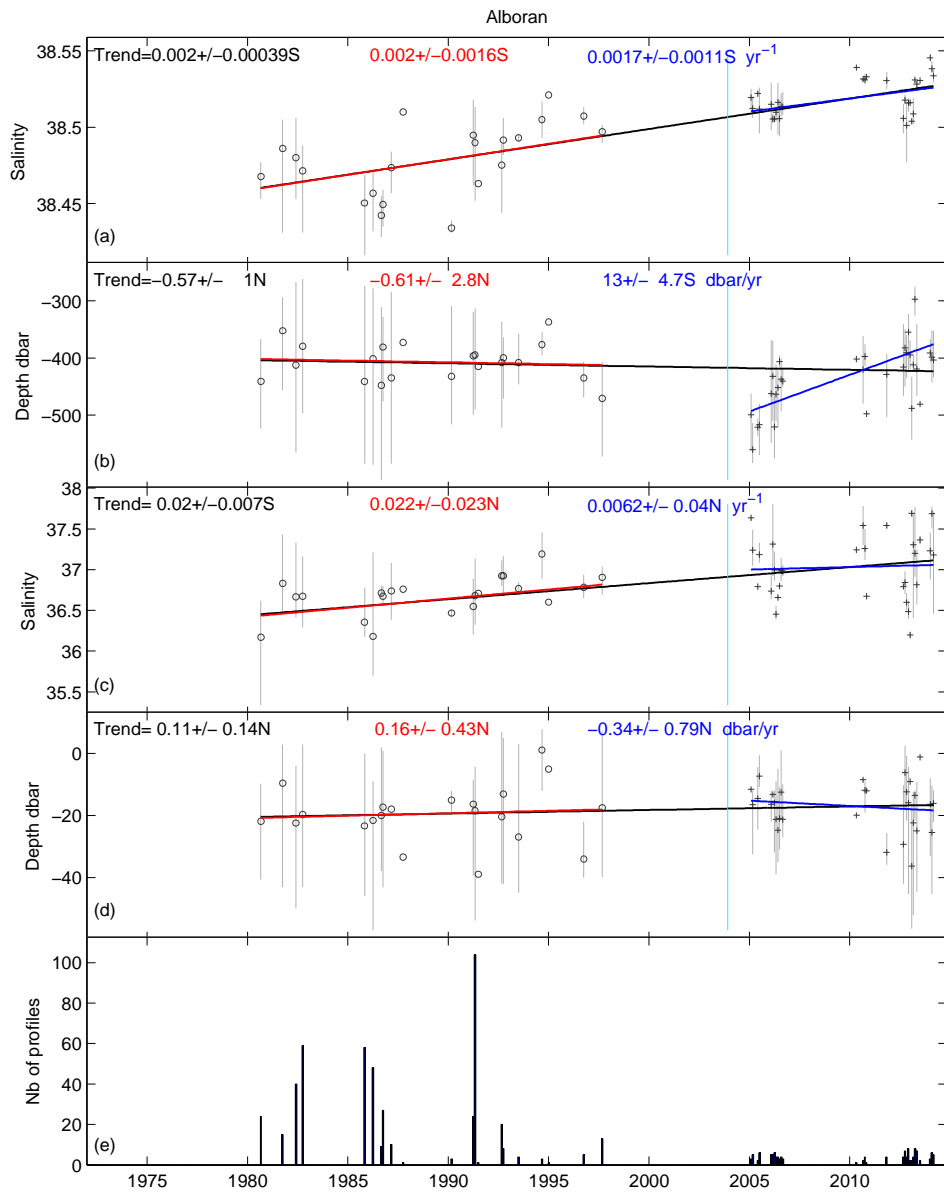 Alboran
Trend=0.002+/−0.00039S 0.002+/−0.0016S 0.0017+/−0.0011S yr−1
38.55
38.5
38.45
Salinity
(a)
Trend=−0.57+/− 1N −0.61+/− 2.8N 13+/− 4.7S dbar/yr
−300
−400
−500
Depth dbar
(b)
38
Trend= 0.02+/−0.007S 0.022+/−0.023N 0.0062+/− 0.04N yr−1
37.5
37
36.5
36
35.5
Salinity
(c)
Trend= 0.11+/− 0.14N 0.16+/− 0.43N −0.34+/− 0.79N dbar/yr
0
−20
−40
Depth dbar
(d)
100
80
60
40
20
0
Nb of profiles
(e)
1975 1980 1985 1990 1995 2000 2005 2010